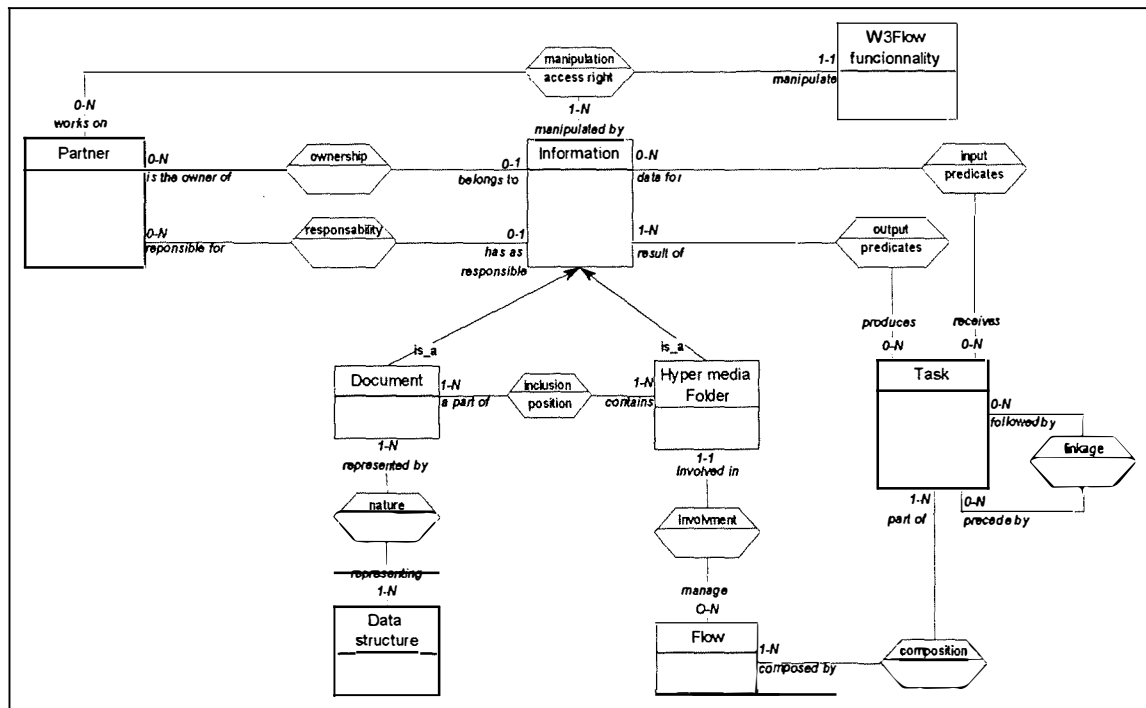 W3Flow
funcionnality
manipulation
access right
1-1
manipulate
0-N
works on
1-N
manipulated by
Partner
0-N
is the owner of
ownership
0-1
belongs to
Information
0-N
data for
input
predicates
0-N
reponsible for
responsability
0-1
has as
responsible
1-N
result of
output
predicates
produces
0-N
receives
0-N
is_a
is_a
Document
1-N
a part of
inclusion
position
1-N
contains
Hyper media
Folder
Task
0-N
followed by
linkage
1-N
represented by
1-1
Involved in
1-N
part of
0-N
precede by
nature
Involvment
representing
1-N
manage
O-N
Data
structure
Flow
1-N
composed by
composition